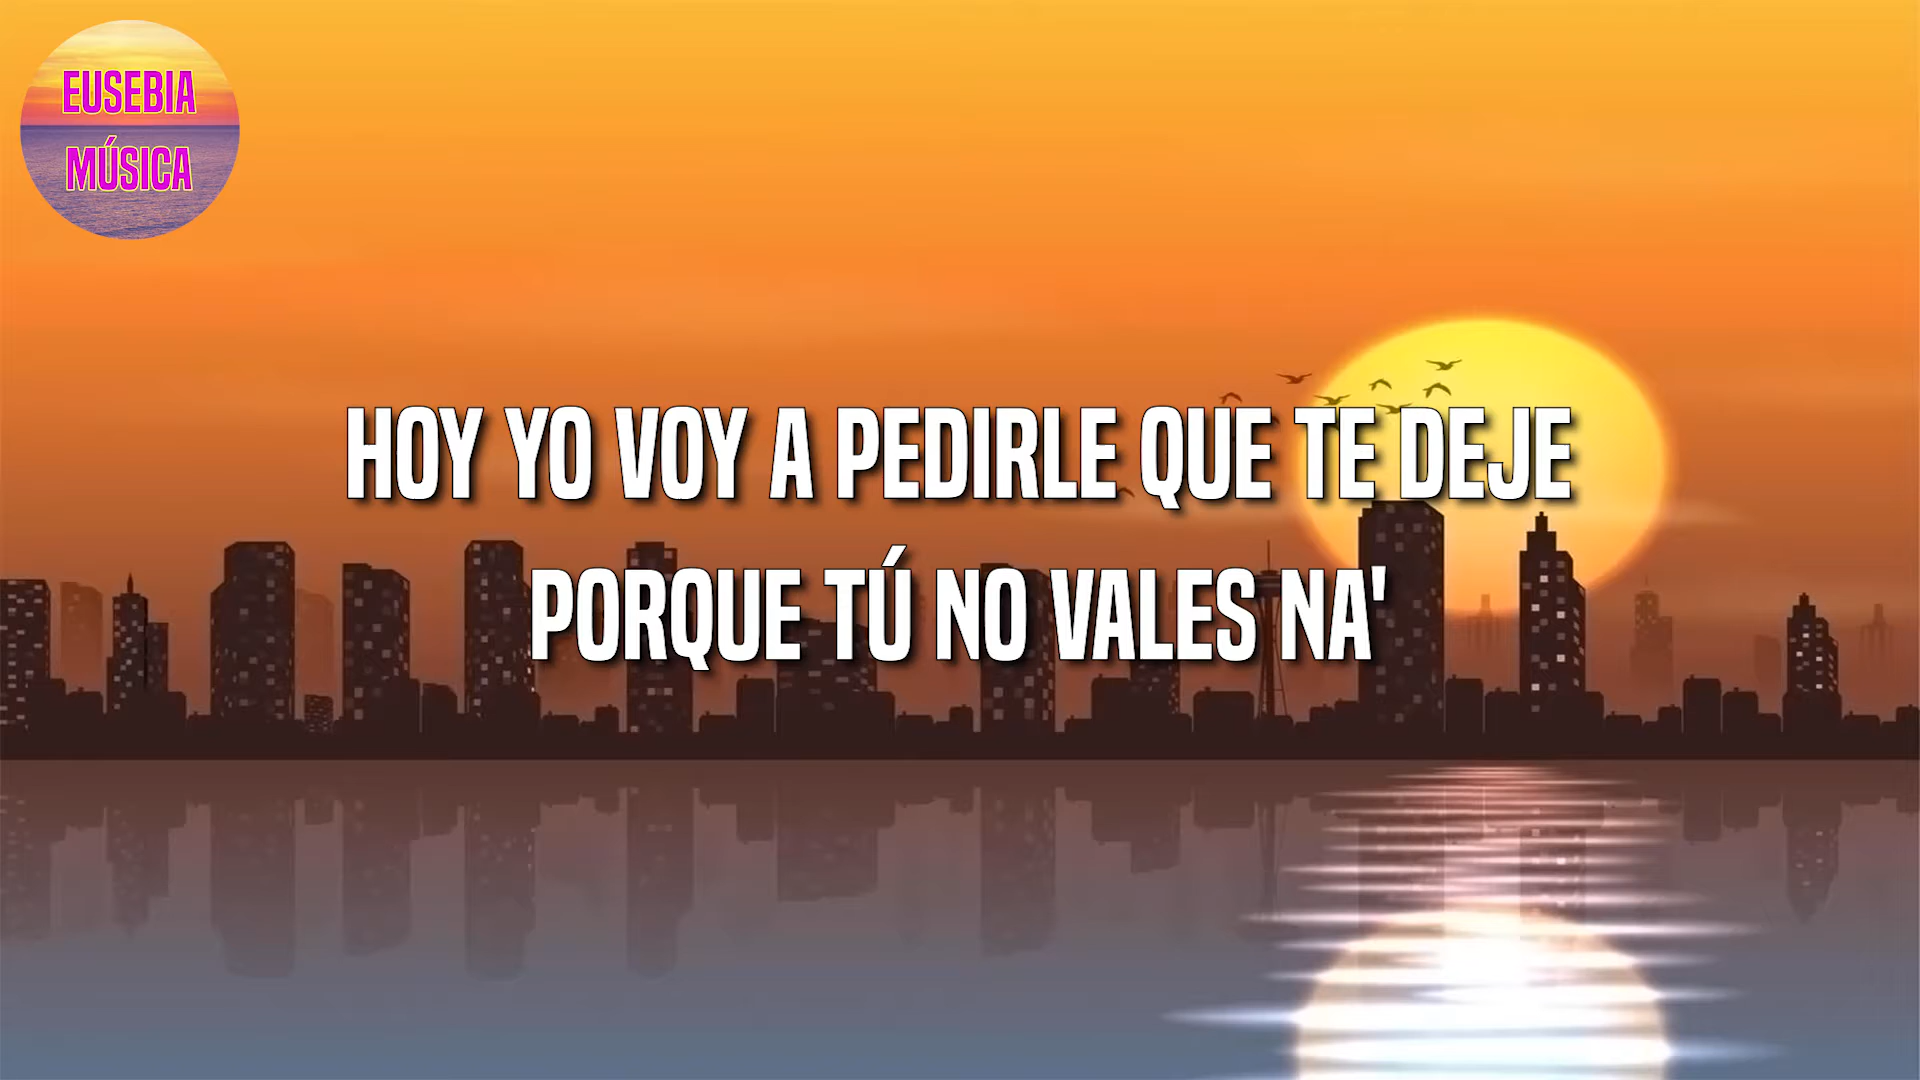 EUSEBIA
MÚSICA
HOY YO VOY A PEDIRLE QUE TE DEJE
PORQUE TÚ NO VALES NA'